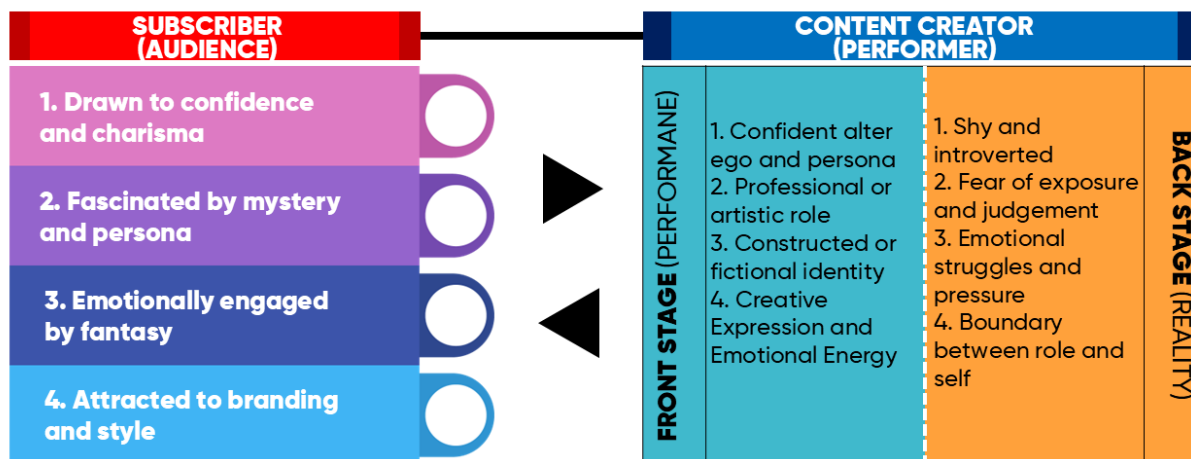 SUBSCRIBER
(AUDIENCE)
1. Drawn to confidence
and charisma
2. Fascinated by mystery
and persona
3. Emotionally engaged
by fantasy
4. Attracted to branding
and style
CONTENT CREATOR
(PERFORMER)
FRONT STAGE (PERFORMANE)
1. Confident alter
ego and persona
2. Professional or
artistic role
3. Constructed or
fictional identity
4. Creative
Expression and
Emotional Energy
1. Shy and
introverted
2. Fear of exposure
and judgement
3. Emotional
struggles and
pressure
4. Boundary
between role and
self
BACK STAGE (REALITY)